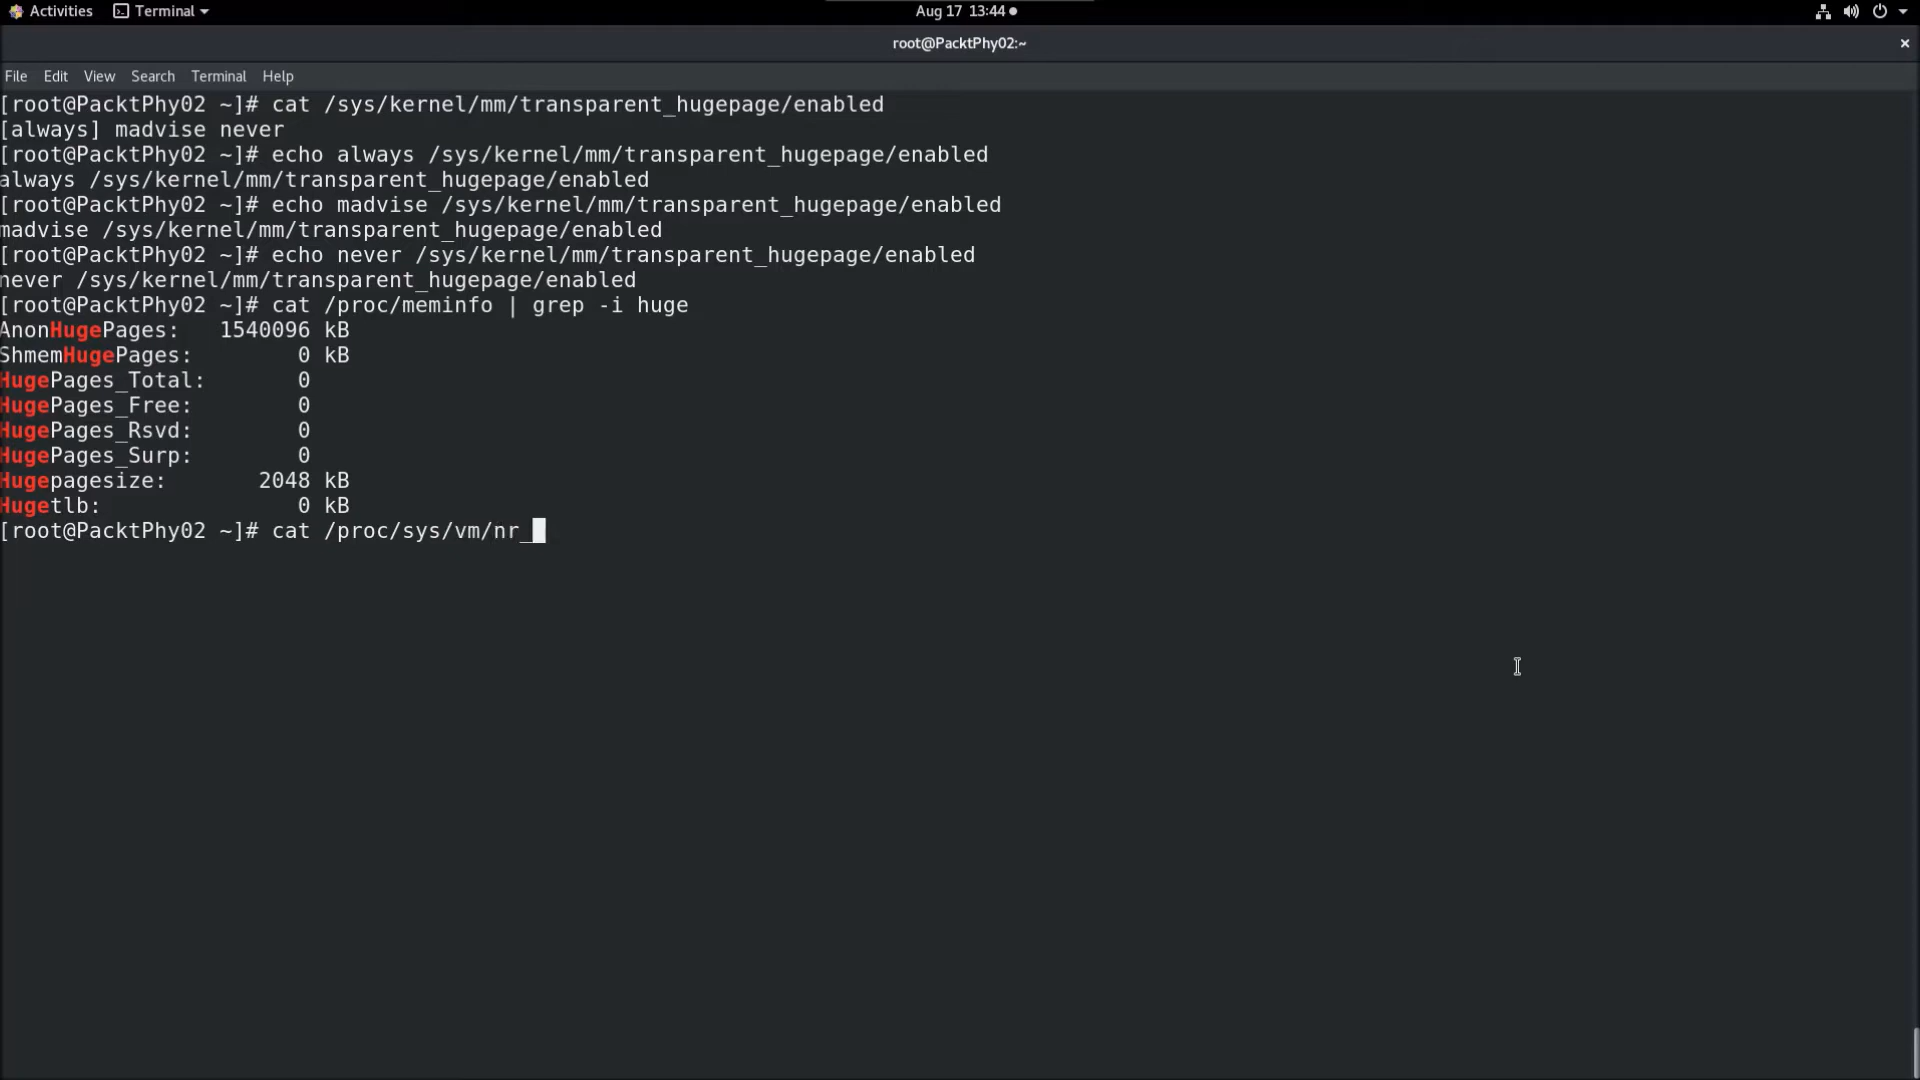 Activities Terminal Aug 17 13:44
root@PacktPhy02:~ ×
File Edit View Search Terminal Help
[root@PacktPhy02 ~]# cat /sys/kernel/mm/transparent_hugepage/enabled
[always] madvise never
[root@PacktPhy02 ~]# echo always /sys/kernel/mm/transparent_hugepage/enabled
always /sys/kernel/mm/transparent_hugepage/enabled
[root@PacktPhy02 ~]# echo madvise /sys/kernel/mm/transparent_hugepage/enabled
madvise /sys/kernel/mm/transparent_hugepage/enabled
[root@PacktPhy02 ~]# echo never /sys/kernel/mm/transparent_hugepage/enabled
never /sys/kernel/mm/transparent_hugepage/enabled
[root@PacktPhy02 ~]# cat /proc/meminfo | grep -i huge
AnonHugePages:   1540096 kB
ShmemHugePages:        0 kB
HugePages_Total:       0
HugePages_Free:        0
HugePages_Rsvd:        0
HugePages_Surp:        0
Hugepagesize:       2048 kB
Hugetlb:               0 kB
[root@PacktPhy02 ~]# cat /proc/sys/vm/nr_